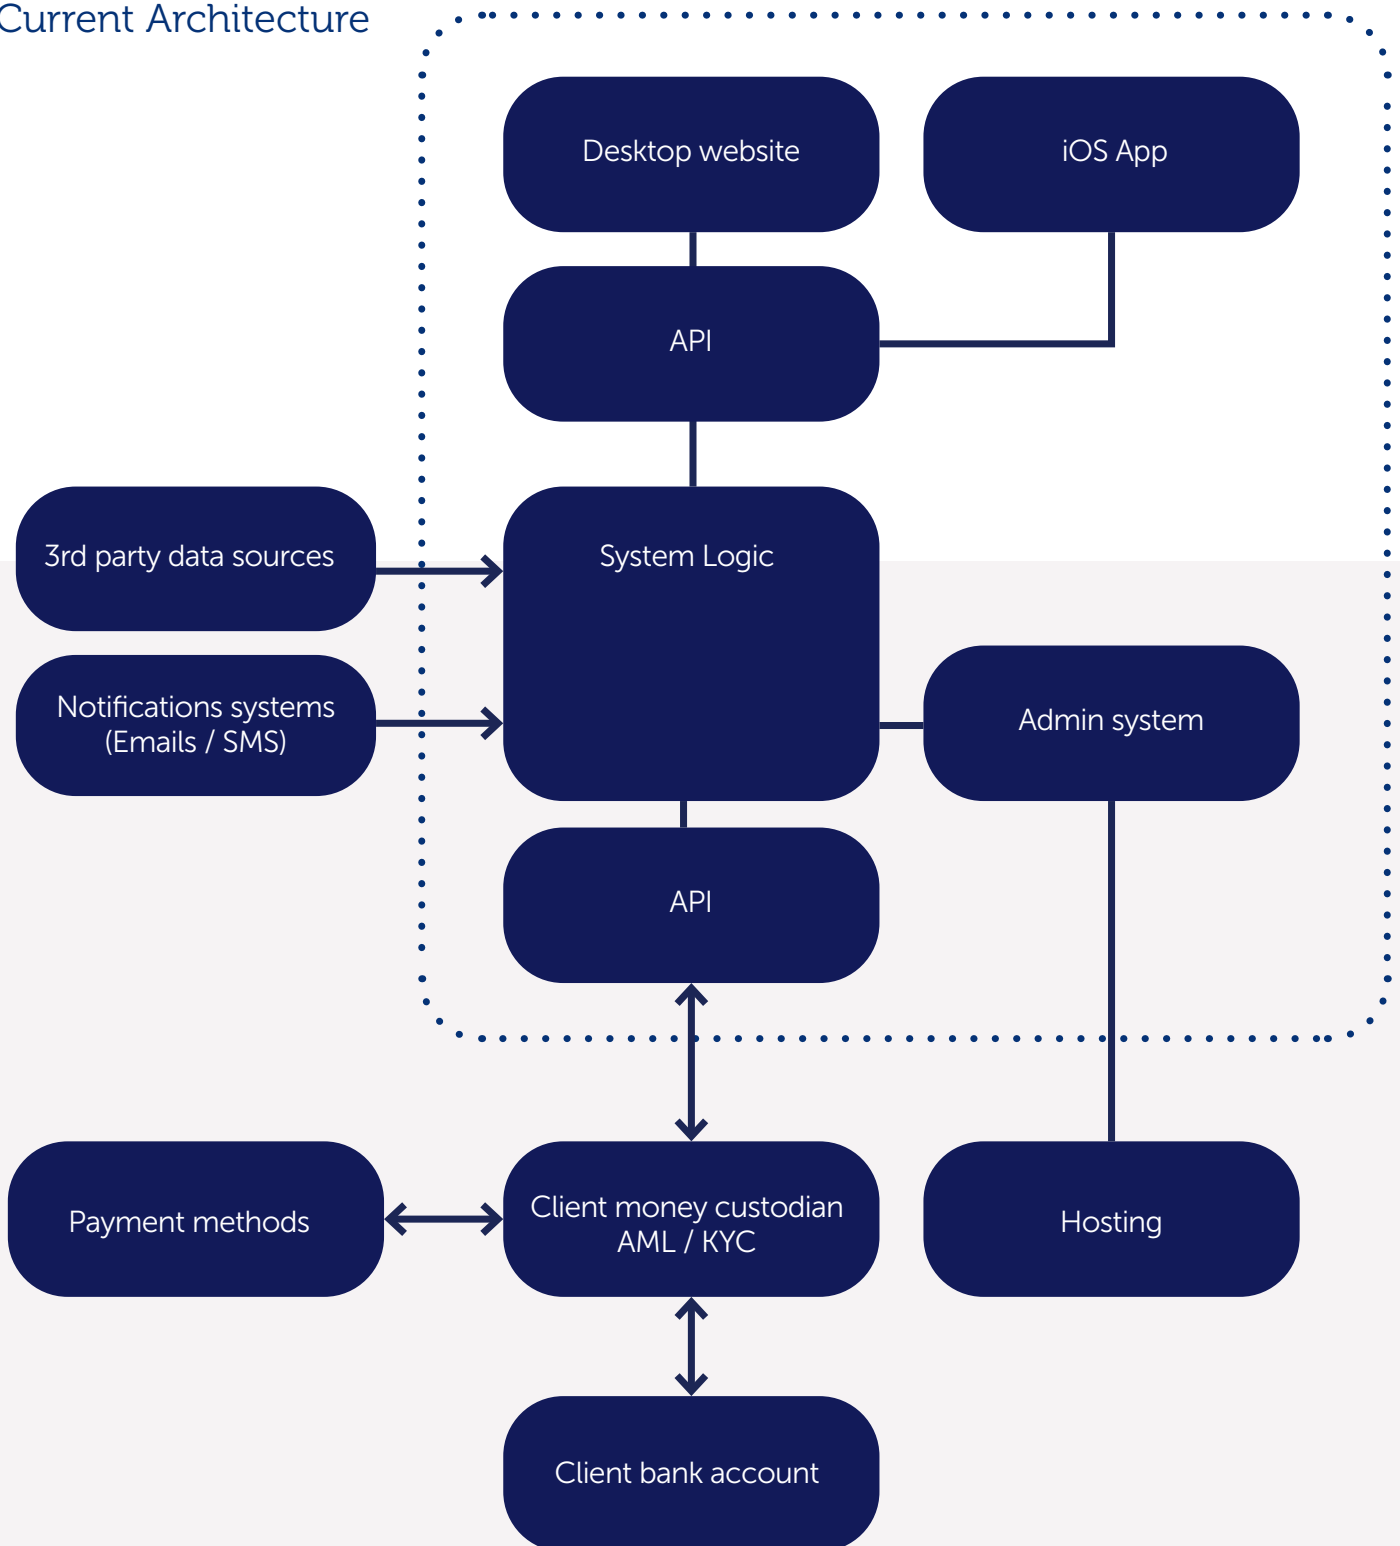 Current Architecture
Desktop website
iOS App
API
3rd party data sources
System Logic
Notifications systems
(Emails / SMS)
Admin system
API
Payment methods
Client money custodian
AML / KYC
Hosting
Client bank account